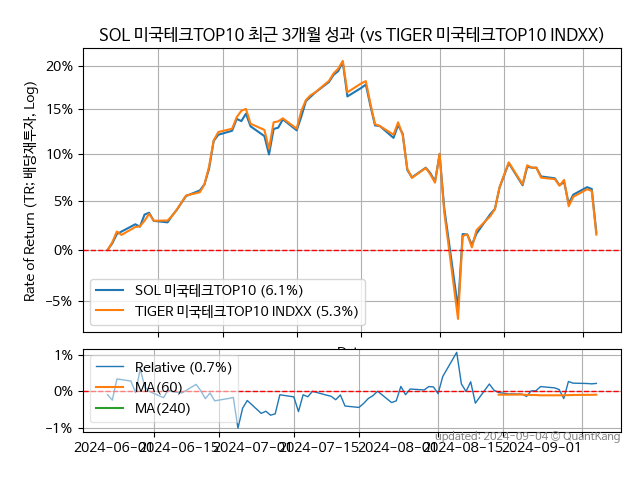 SOL 미국테크TOP10 최근 3개월 성과 (vs TIGER 미국테크TOP10 INDXX)
Rate of Return (TR: 배당재투자, Log)
20%
15%
10%
5%
0%
−5%
SOL 미국테크TOP10 (6.1%)
TIGER 미국테크TOP10 INDXX (5.3%)
1%
0%
−1%
Relative (0.7%)
MA(60)
MA(240)
2024-06-01
2024-06-15
2024-07-01
2024-07-15
2024-08-01
2024-08-15
2024-09-01
updated: 2024-09-04 © QuantKang